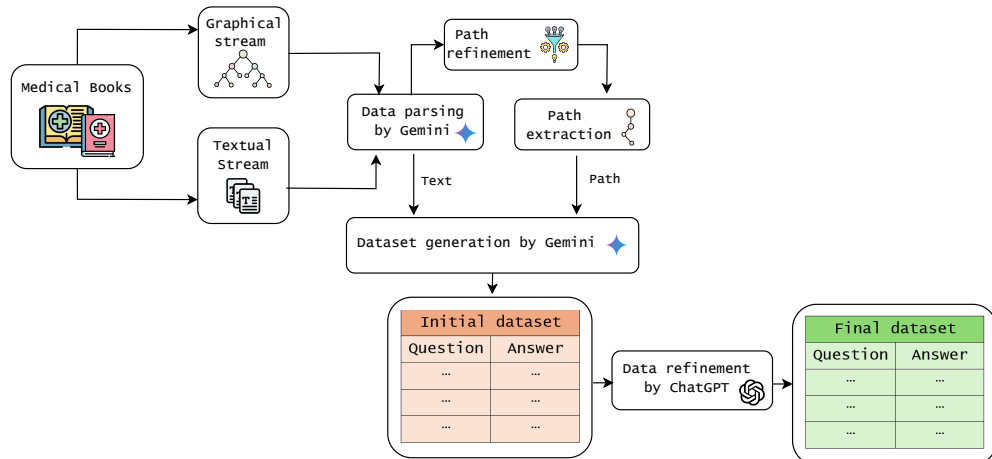 Medical Books
Graphical
stream
Textual
Stream
Data parsing
by Gemini
Path
refinement
Path
extraction
Text
Path
Dataset generation by Gemini
Initial dataset
Question Answer
... ...
... ...
... ...
Data refinement
by ChatGPT
Final dataset
Question Answer
... ...
... ...
... ...